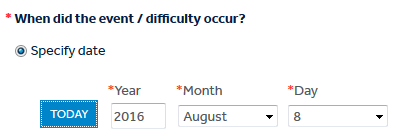 * When did the event / difficulty occur?
Specify date
*Year *Month *Day
TODAY 2016 August 8